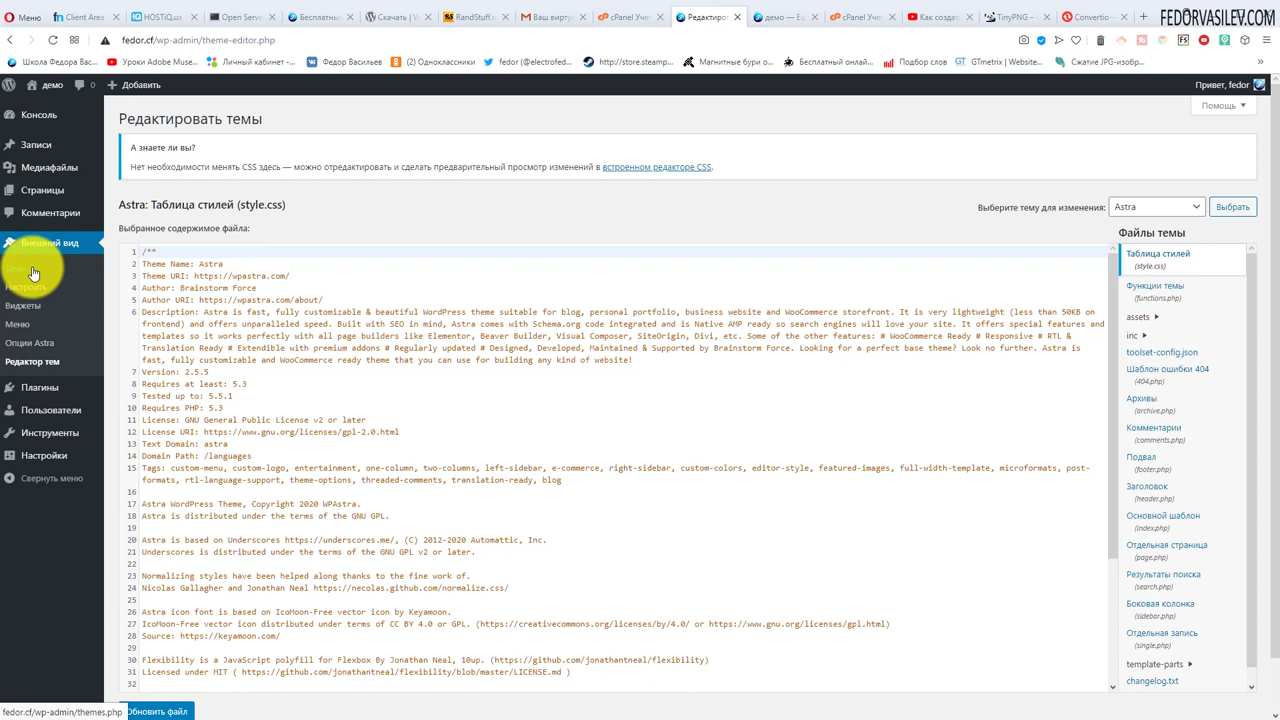 Меню
Client Area
HOSTiQ.ua
Open Serve
Бесплатны
Скачать | W
RandStuff.r
Ваш вирту
cPanel Уче
Редактиро
демо — Eu
cPanel Уче
Как создат
TinyPNG –
Convertio
FEDORVASILEV.COM
fedor.cf/wp-admin/theme-editor.php
Школа Федора Вас...
Уроки Adobe Muse...
Личный кабинет -...
Федор Васильев
(2) Одноклассники
fedor (@electrofed...
http://store.steamp...
Магнитные бури о...
Бесплатный онлай...
Подбор слов
GTmetrix | Website...
Сжатие JPG-изобр...
демо
0
Добавить
Привет, fedor
Помощь
Консоль
Записи
Медиафайлы
Страницы
Комментарии
Внешний вид
Темы
Настроить
Виджеты
Меню
Опции Astra
Редактор тем
Плагины
Пользователи
Инструменты
Настройки
Свернуть меню
Редактировать темы
А знаете ли вы?
Нет необходимости менять CSS здесь — можно отредактировать и сделать предварительный просмотр изменений в встроенном редакторе CSS.
Astra: Таблица стилей (style.css)
Выберите тему для изменения:
Astra
Выбрать
Выбранное содержимое файла:
1 /**
2 Theme Name: Astra
3 Theme URI: https://wpastra.com/
4 Author: Brainstorm Force
5 Author URI: https://wpastra.com/about/
6 Description: Astra is fast, fully customizable & beautiful WordPress theme suitable for blog, personal portfolio, business website and WooCommerce storefront. It is very lightweight (less than 50KB on
frontend) and offers unparalleled speed. Built with SEO in mind, Astra comes with Schema.org code integrated and is Native AMP ready so search engines will love your site. It offers special features and
templates so it works perfectly with all page builders like Elementor, Beaver Builder, Visual Composer, SiteOrigin, Divi, etc. Some of the other features: # WooCommerce Ready # Responsive # RTL &
Translation Ready # Extendible with premium addons # Regularly updated # Designed, Developed, Maintained & Supported by Brainstorm Force. Looking for a perfect base theme? Look no further. Astra is
fast, fully customizable and WooCommerce ready theme that you can use for building any kind of website!
7 Version: 2.5.5
8 Requires at least: 5.3
9 Tested up to: 5.5.1
10 Requires PHP: 5.3
11 License: GNU General Public License v2 or later
12 License URI: https://www.gnu.org/licenses/gpl-2.0.html
13 Text Domain: astra
14 Domain Path: /languages
15 Tags: custom-menu, custom-logo, entertainment, one-column, two-columns, left-sidebar, e-commerce, right-sidebar, custom-colors, editor-style, featured-images, full-width-template, microformats, post-
formats, rtl-language-support, theme-options, threaded-comments, translation-ready, blog
16
17 Astra WordPress Theme, Copyright 2020 WPAstra.
18 Astra is distributed under the terms of the GNU GPL.
19
20 Astra is based on Underscores https://underscores.me/, (C) 2012-2020 Automattic, Inc.
21 Underscores is distributed under the terms of the GNU GPL v2 or later.
22
23 Normalizing styles have been helped along thanks to the fine work of.
24 Nicolas Gallagher and Jonathan Neal https://necolas.github.com/normalize.css/
25
26 Astra icon font is based on IcoMoon-Free vector icon by Keyamoon.
27 IcoMoon-Free vector icon distributed under terms of CC BY 4.0 or GPL. (https://creativecommons.org/licenses/by/4.0/ or https://www.gnu.org/licenses/gpl.html)
28 Source: https://keyamoon.com/
29
30 Flexibility is a JavaScript polyfill for Flexbox By Jonathan Neal, 10up. (https://github.com/jonathantneal/flexibility)
31 Licensed under MIT ( https://github.com/jonathantneal/flexibility/blob/master/LICENSE.md )
32
Файлы темы
Таблица стилей
(style.css)
Функции темы
(functions.php)
assets
inc
toolset-config.json
Шаблон ошибки 404
(404.php)
Архивы
(archive.php)
Комментарии
(comments.php)
Подвал
(footer.php)
Заголовок
(header.php)
Основной шаблон
(index.php)
Отдельная страница
(page.php)
Результаты поиска
(search.php)
Боковая колонка
(sidebar.php)
Отдельная запись
(single.php)
template-parts
changelog.txt
fedor.cf/wp-admin/themes.php
Обновить файл